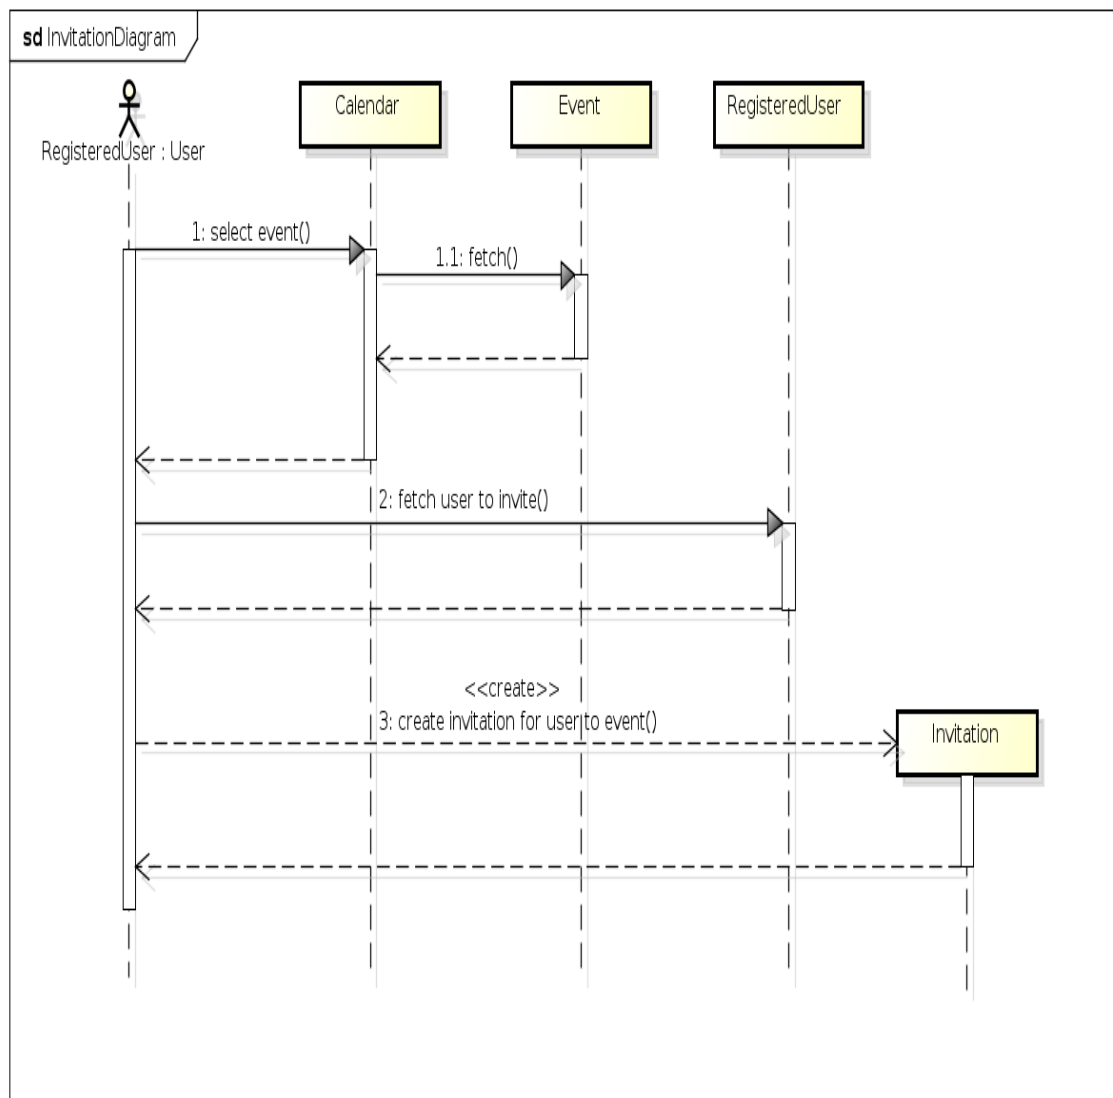 sd InvitationDiagram
RegisteredUser : User
Calendar
Event
RegisteredUser
1: select event()
1.1: fetch()
2: fetch user to invite()
<<create>>
3: create invitation for user to event()
Invitation